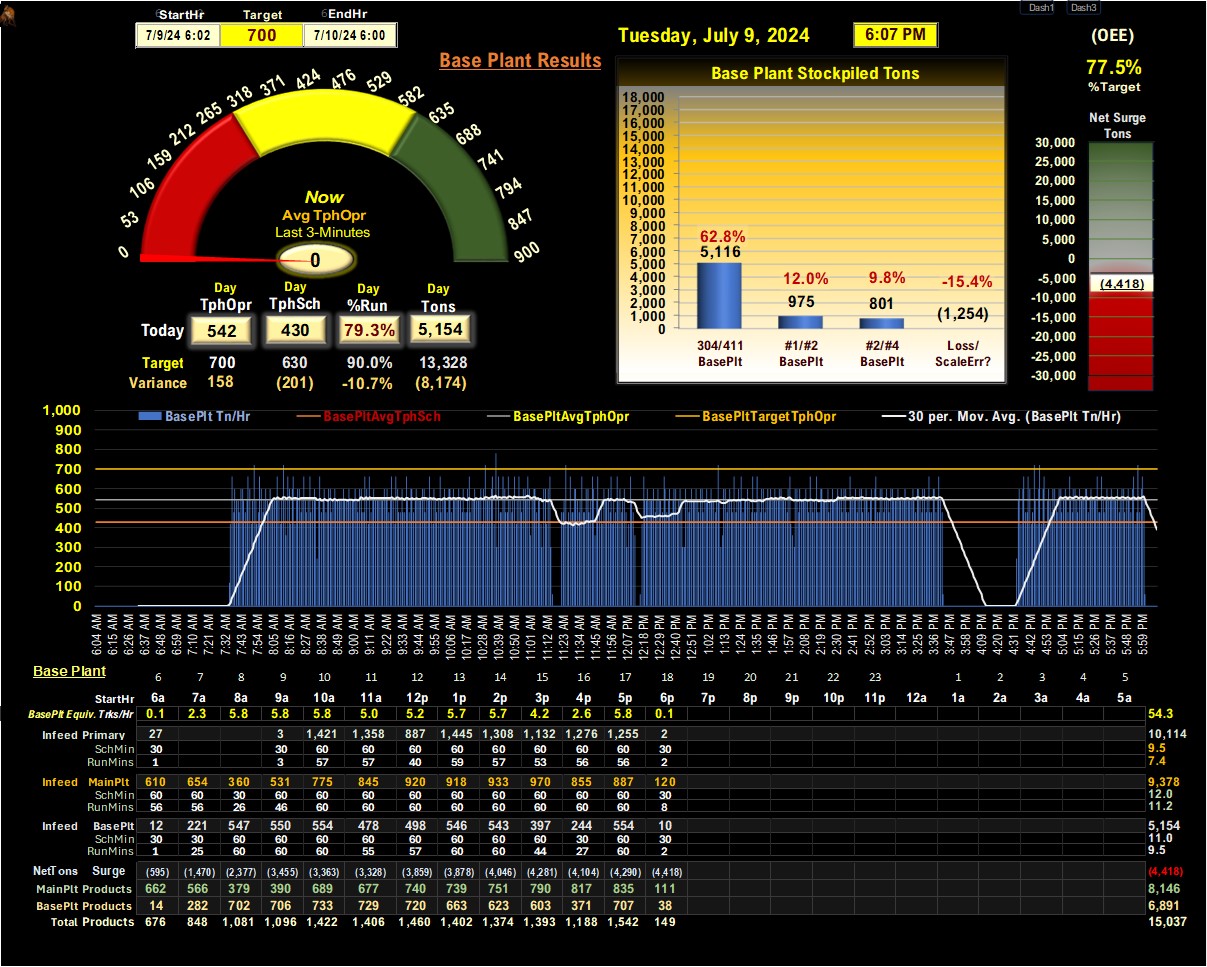 Dash1 Dash3
StartHr Target EndHr
7/9/24 6:02 700 7/10/24 6:00
Tuesday, July 9, 2024 6:07 PM
(OEE)
77.5%
%Target
Base Plant Results
0 53 106 159 212 265 318 371 424 476 529 582 635 688 741 794 847 900
Now
Avg TphOpr
Last 3-Minutes
0
Day Day Day Day
TphOpr TphSch %Run Tons
Today 542 430 79.3% 5,154
Target 700 630 90.0% 13,328
Variance 158 (201) -10.7% (8,174)
Base Plant Stockpiled Tons
18,000
17,000
16,000
15,000
14,000
13,000
12,000
11,000
10,000
9,000
8,000
7,000
6,000
5,000
4,000
3,000
2,000
1,000
0
62.8% 12.0% 9.8% -15.4%
5,116 975 801 (1,254)
304/411 #1/#2 #2/#4 Loss/
BasePlt BasePlt BasePlt ScaleErr?
Net Surge
Tons
30,000
25,000
20,000
15,000
10,000
5,000
0
-5,000
(4,418)
-10,000
-15,000
-20,000
-25,000
-30,000
BasePlt Tn/Hr BasePltAvgTphSch BasePltAvgTphOpr BasePltTargetTphOpr 30 per. Mov. Avg. (BasePlt Tn/Hr)
1,000
900
800
700
600
500
400
300
200
100
0
6:04 AM 6:15 AM 6:26 AM 6:37 AM 6:48 AM 6:59 AM 7:10 AM 7:21 AM 7:32 AM 7:43 AM 7:54 AM 8:05 AM 8:16 AM 8:27 AM 8:38 AM 8:49 AM 9:00 AM 9:11 AM 9:22 AM 9:33 AM 9:44 AM 9:55 AM 10:06 AM 10:17 AM 10:28 AM 10:39 AM 10:50 AM 11:01 AM 11:12 AM 11:23 AM 11:34 AM 11:45 AM 11:56 AM 12:07 PM 12:18 PM 12:29 PM 12:40 PM 12:51 PM 1:02 PM 1:13 PM 1:24 PM 1:35 PM 1:46 PM 1:57 PM 2:08 PM 2:19 PM 2:30 PM 2:41 PM 2:52 PM 3:03 PM 3:14 PM 3:25 PM 3:36 PM 3:47 PM 3:58 PM 4:09 PM 4:20 PM 4:31 PM 4:42 PM 4:53 PM 5:04 PM 5:15 PM 5:26 PM 5:37 PM 5:48 PM 5:59 PM
Base Plant
6 7 8 9 10 11 12 13 14 15 16 17 18 19 20 21 22 23 1 2 3 4 5
StartHr 6a 7a 8a 9a 10a 11a 12p 1p 2p 3p 4p 5p 6p 7p 8p 9p 10p 11p 12a 1a 2a 3a 4a 5a
BasePlt Equiv. Trks/Hr 0.1 2.3 5.8 5.8 5.8 5.0 5.2 5.7 5.7 4.2 2.6 5.8 0.1 54.3
Infeed Primary 27 3 1,421 1,358 887 1,445 1,308 1,132 1,276 1,255 2 10,114
SchMin 30 30 60 60 60 60 60 60 60 60 30 9.5
RunMins 1 3 57 57 40 59 57 53 56 56 2 7.4
Infeed MainPlt 610 654 360 531 775 845 920 918 933 970 855 887 120 9,378
SchMin 60 60 30 60 60 60 60 60 60 60 60 60 30 12.0
RunMins 56 56 26 46 60 60 60 60 60 60 60 60 8 11.2
Infeed BasePlt 12 221 547 550 554 478 498 546 543 397 244 554 10 5,154
SchMin 30 30 60 60 60 60 60 60 60 60 30 60 30 11.0
RunMins 1 25 60 60 60 55 57 60 60 44 27 60 2 9.5
NetTons Surge (595) (1,470) (2,377) (3,455) (3,363) (3,328) (3,859) (3,878) (4,046) (4,281) (4,104) (4,290) (4,418) (4,418)
MainPlt Products 662 566 379 390 689 677 740 739 751 790 817 835 111 8,146
BasePlt Products 14 282 702 706 733 729 720 663 623 603 371 707 38 6,891
Total Products 676 848 1,081 1,096 1,422 1,406 1,460 1,402 1,374 1,393 1,188 1,542 149 15,037